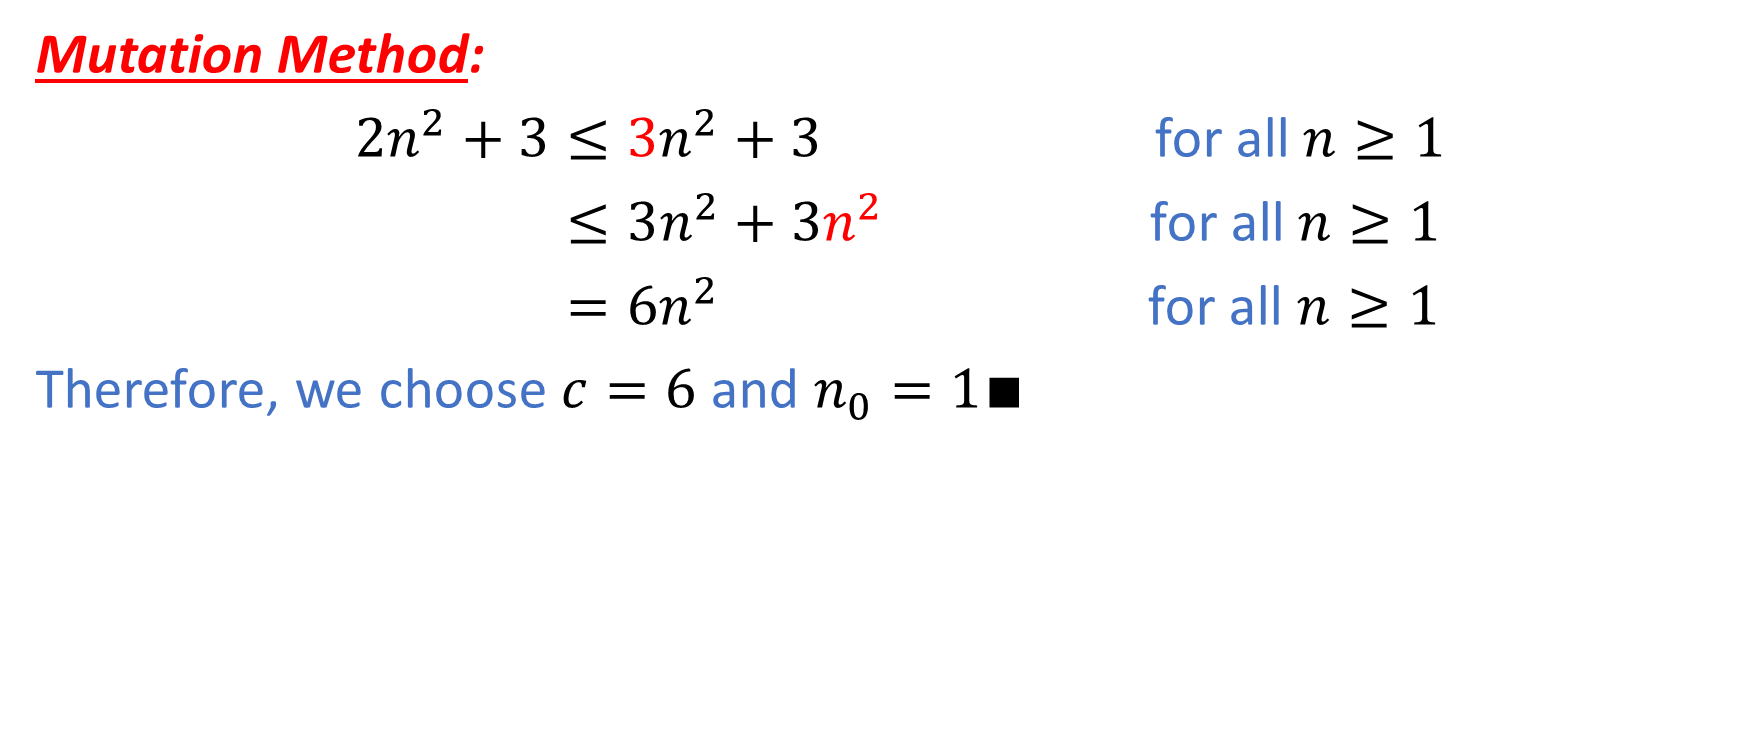 Mutation Method:
2n² + 3 ≤ 3n² + 3 for all n ≥ 1
≤ 3n² + 3n² for all n ≥ 1
= 6n² for all n ≥ 1
Therefore, we choose c = 6 and n₀ = 1■